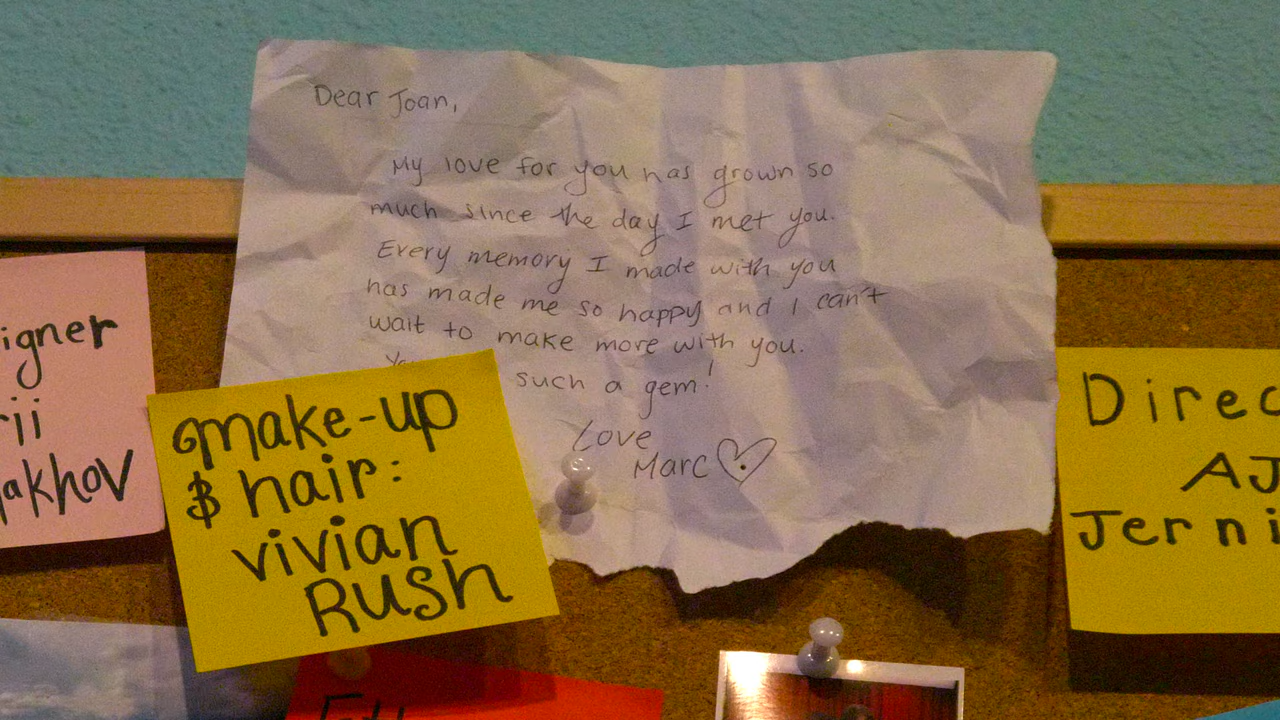 Dear Joan,
My love for you has grown so
much since the day I met you.
Every memory I made with you
has made me so happy and I can't
wait to make more with you.
such a gem!
Love
Marc
make-up
& hair:
vivian
RUSH
igner
rii
akhov
Direc
AJ
Jerni